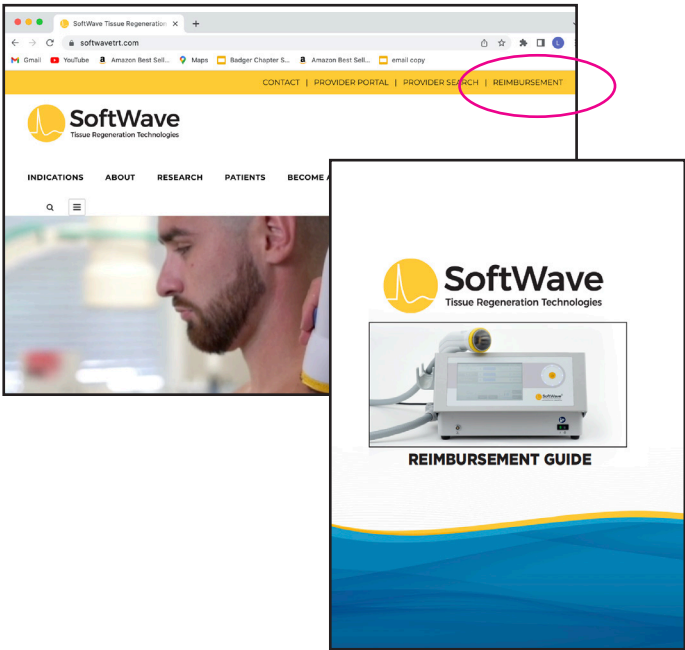 SoftWave Tissue Regeneration
softwavetrt.com
Gmail YouTube Amazon Best Sell... Maps Badger Chapter S... Amazon Best Sell... email copy
CONTACT | PROVIDER PORTAL | PROVIDER SEARCH | REIMBURSEMENT
SoftWave
Tissue Regeneration Technologies
INDICATIONS ABOUT RESEARCH PATIENTS BECOME A
SoftWave
Tissue Regeneration Technologies
SoftWave
REIMBURSEMENT GUIDE